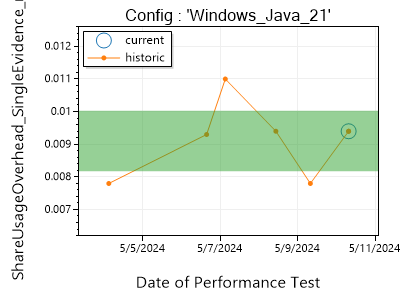 Config : 'Windows_Java_21'
current
historic
0.012
0.011
0.01
0.009
0.008
0.007
ShareUsageOverhead_SingleEvidence_
5/5/2024
5/7/2024
5/9/2024
5/11/2024
Date of Performance Test